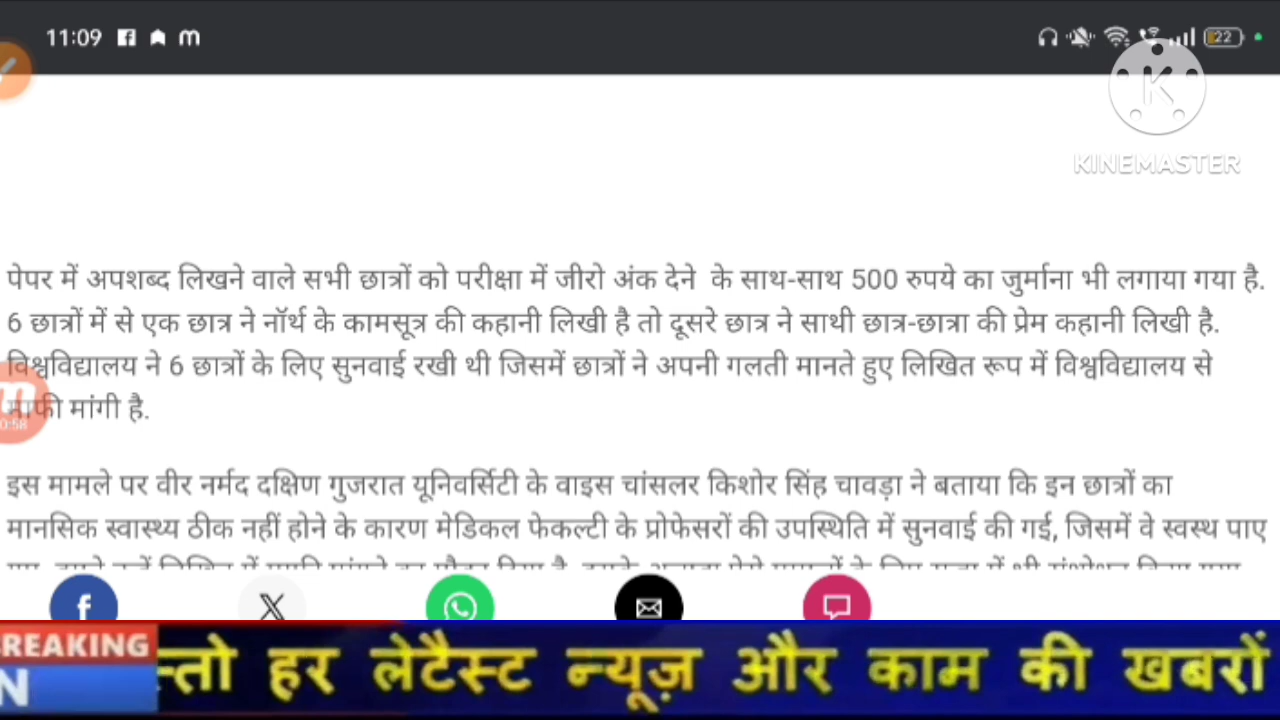 11:09
22
KINEMASTER
पेपर में अपशब्द लिखने वाले सभी छात्रों को परीक्षा में जीरो अंक देने के साथ-साथ 500 रुपये का जुर्माना भी लगाया गया है.
6 छात्रों में से एक छात्र ने नॉर्थ के कामसूत्र की कहानी लिखी है तो दूसरे छात्र ने साथी छात्र-छात्रा की प्रेम कहानी लिखी है.
विश्वविद्यालय ने 6 छात्रों के लिए सुनवाई रखी थी जिसमें छात्रों ने अपनी गलती मानते हुए लिखित रूप में विश्वविद्यालय से
माफी मांगी है.
0:58
इस मामले पर वीर नर्मद दक्षिण गुजरात यूनिवर्सिटी के वाइस चांसलर किशोर सिंह चावड़ा ने बताया कि इन छात्रों का
मानसिक स्वास्थ्य ठीक नहीं होने के कारण मेडिकल फेकल्टी के प्रोफेसरों की उपस्थिति में सुनवाई की गई, जिसमें वे स्वस्थ पाए
REAKING
N
स्तो हर लेटैस्ट न्यूज़ और काम की खबरों